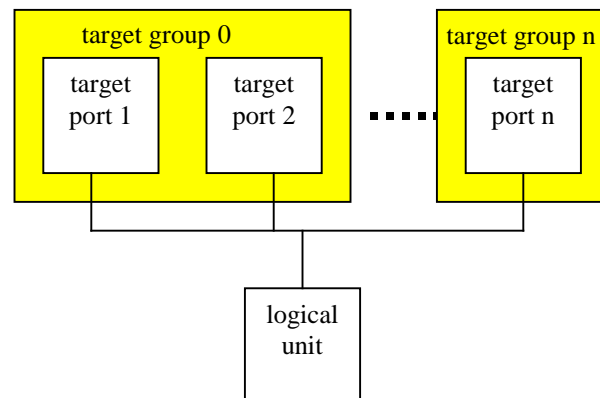 target group 0
target group n
target
port 1
target
port 2
target
port n
logical
unit